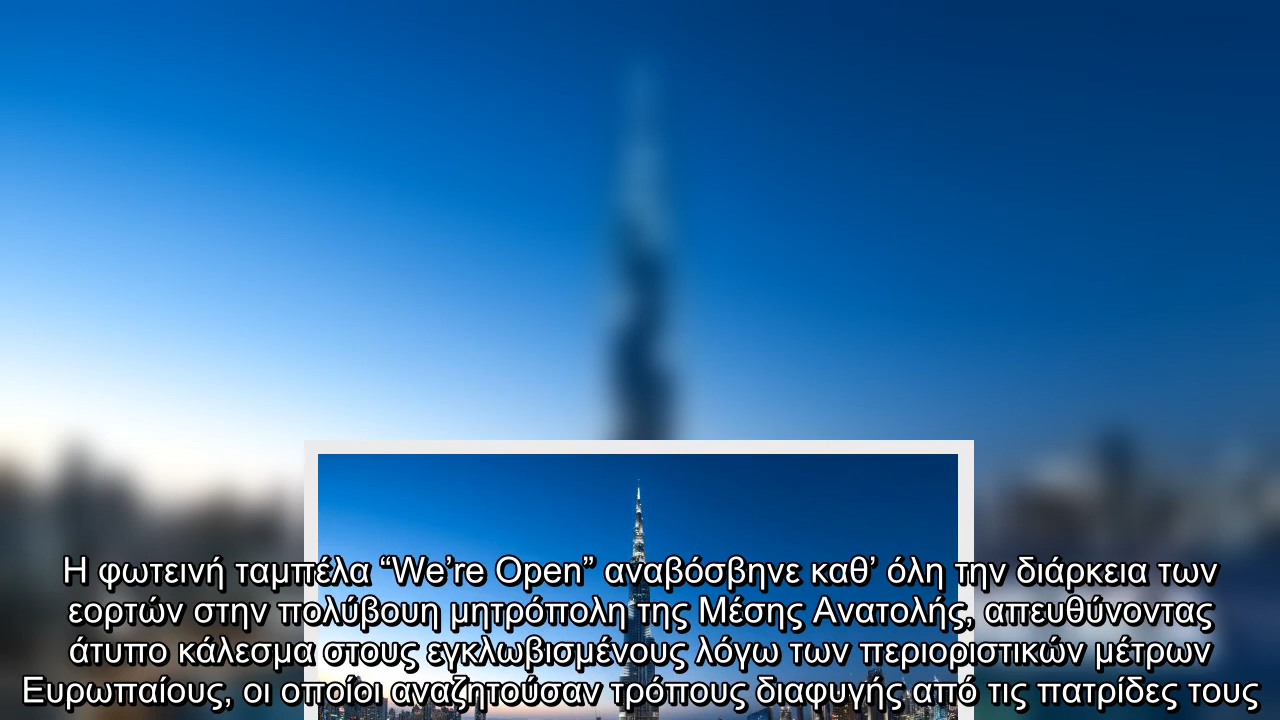 Η φωτεινή ταμπέλα “We’re Open” αναβόσβηνε καθ’ όλη την διάρκεια των
εορτών στην πολύβουη μητρόπολη της Μέσης Ανατολής, απευθύνοντας
άτυπο κάλεσμα στους εγκλωβισμένους λόγω των περιοριστικών μέτρων
Ευρωπαίους, οι οποίοι αναζητούσαν τρόπους διαφυγής από τις πατρίδες τους